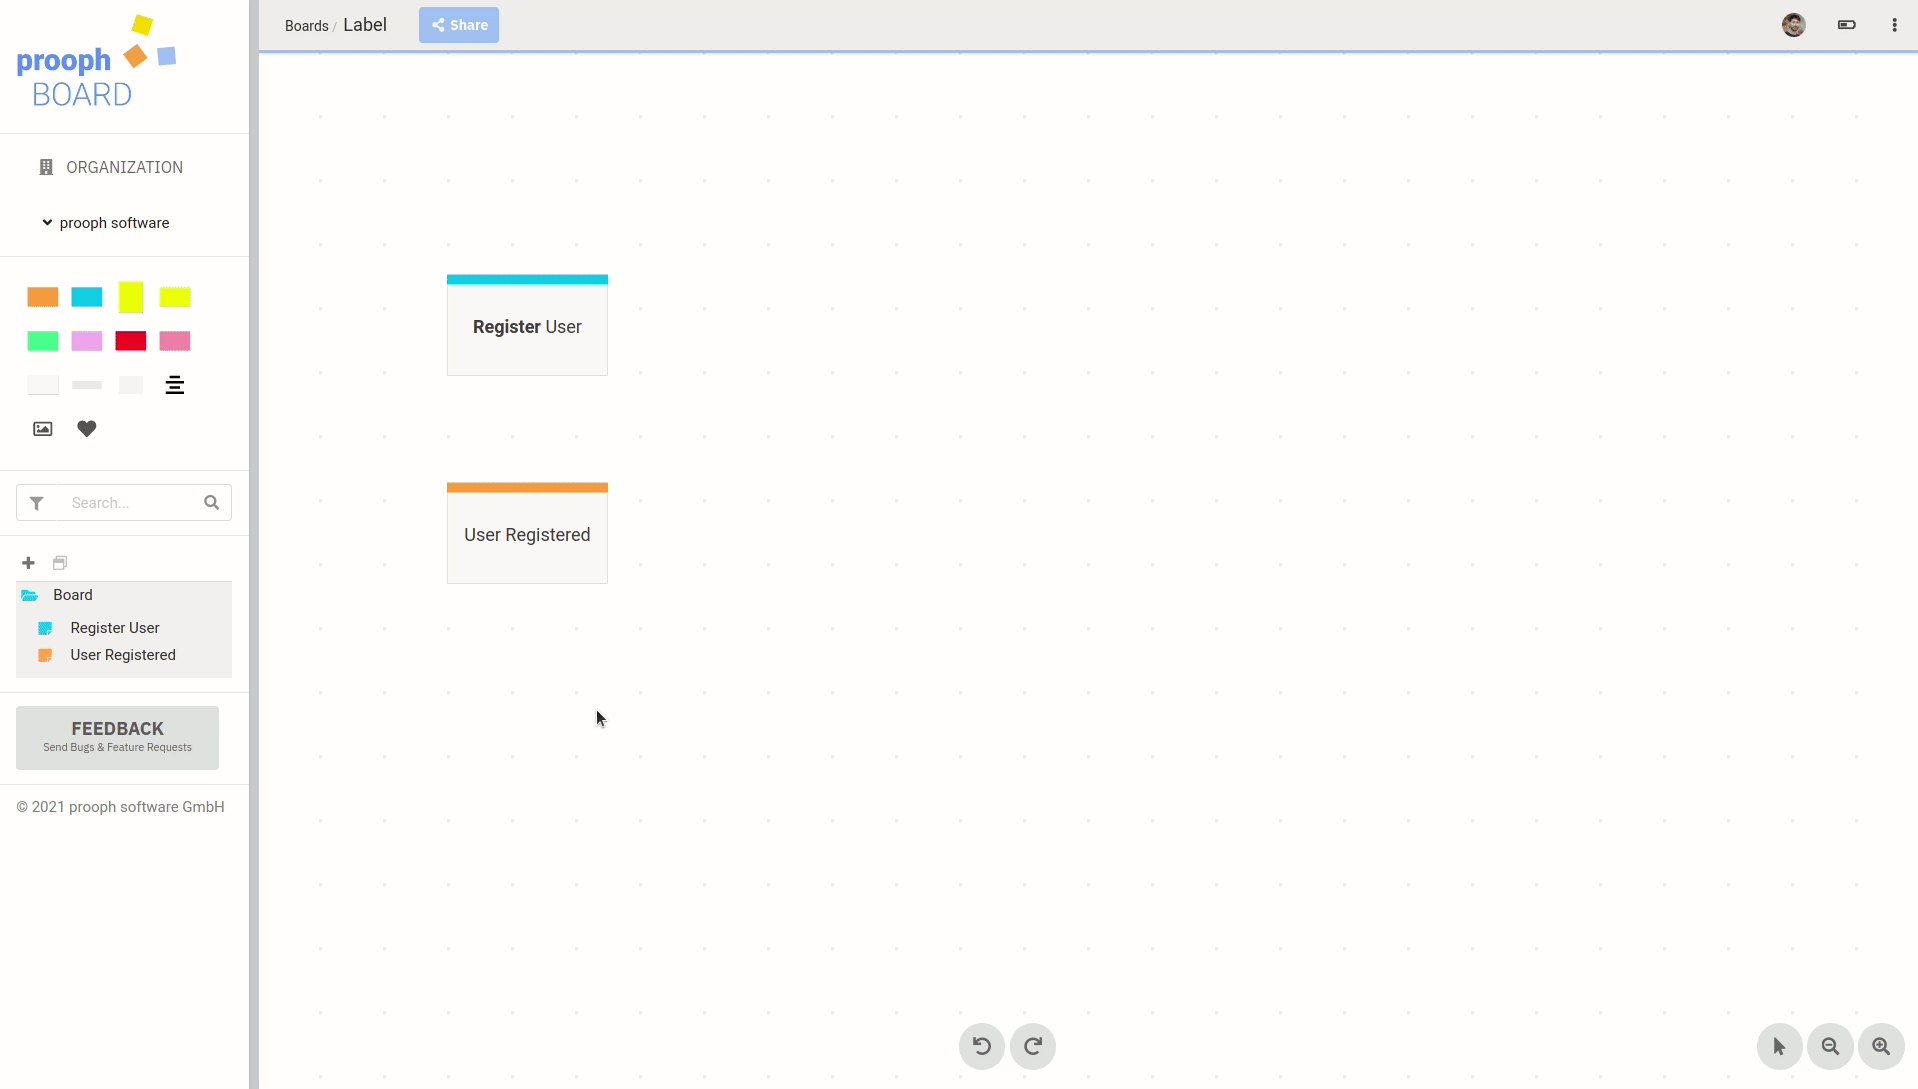 prooph
BOARD
ORGANIZATION
prooph software
Search...
Board
Register User
User Registered
FEEDBACK
Send Bugs & Feature Requests
© 2021 prooph software GmbH
Boards / Label
Share
Register User
User Registered